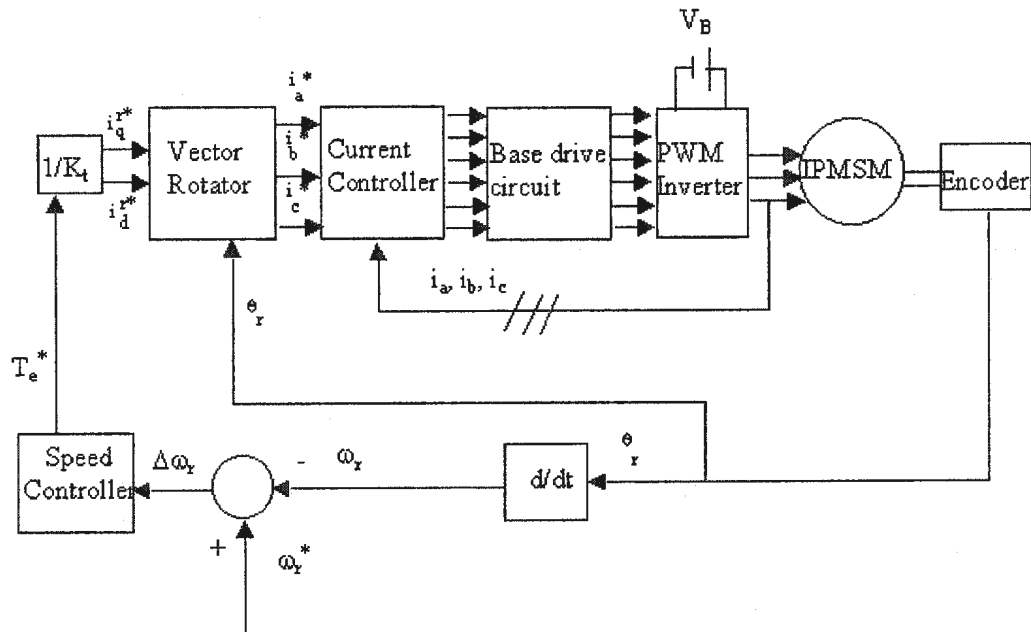 V_B
i_a*
i_b*
i_c*
i_q^r*
i_d^r*
1/K_t
Vector
Rotator
Current
Controller
Base drive
circuit
PWM
Inverter
IPMSM
Encoder
i_a, i_b, i_c
θ_r
T_e*
Speed
Controller
Δω_r
-
ω_r
d/dt
θ_r
+
ω_r*